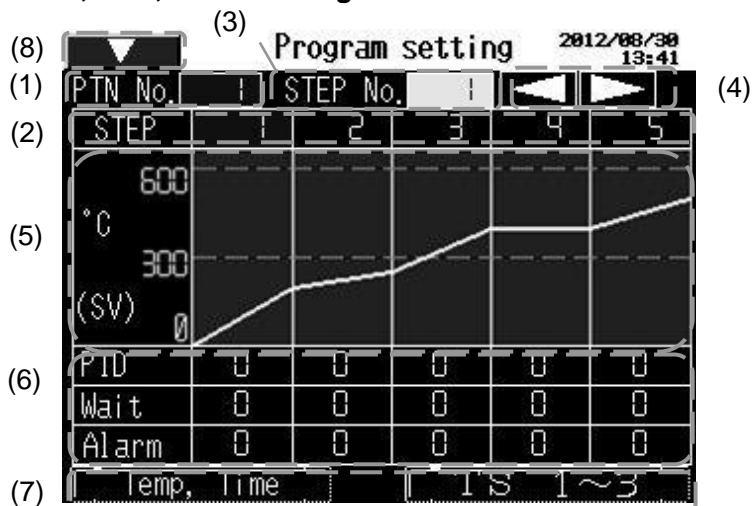 (3)
(8) ▼ Program setting 2012/08/30
13:41
(1) PTN No. 1 STEP No. 1 ◀ ▶ (4)
(2) STEP 1 2 3 4 5
600
(5) °C
300
(SV)
0
(6) PID 0 0 0 0 0
Wait 0 0 0 0 0
Alarm 0 0 0 0 0
(7) Temp, Time TS 1~3